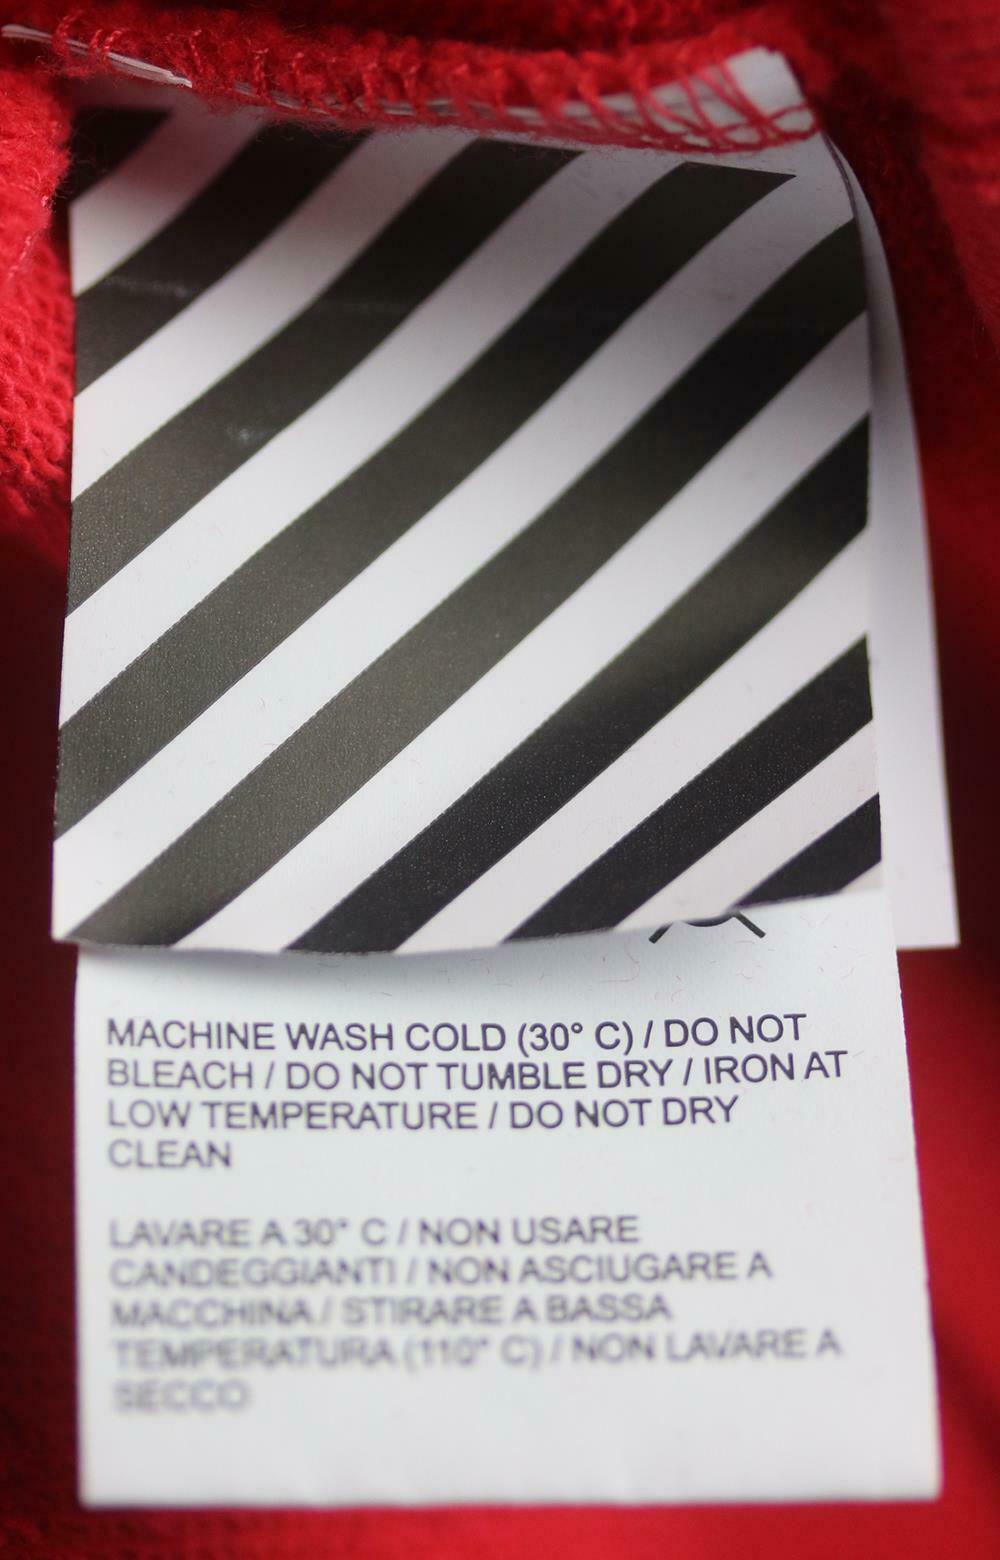 MACHINE WASH COLD (30° C) / DO NOT
BLEACH / DO NOT TUMBLE DRY / IRON AT
LOW TEMPERATURE / DO NOT DRY
CLEAN
LAVARE A 30° C / NON USARE
CANDEGGIANTI / NON ASCIUGARE A
MACCHINA / STIRARE A BASSA
TEMPERATURA (110° C) / NON LAVARE A
SECCO